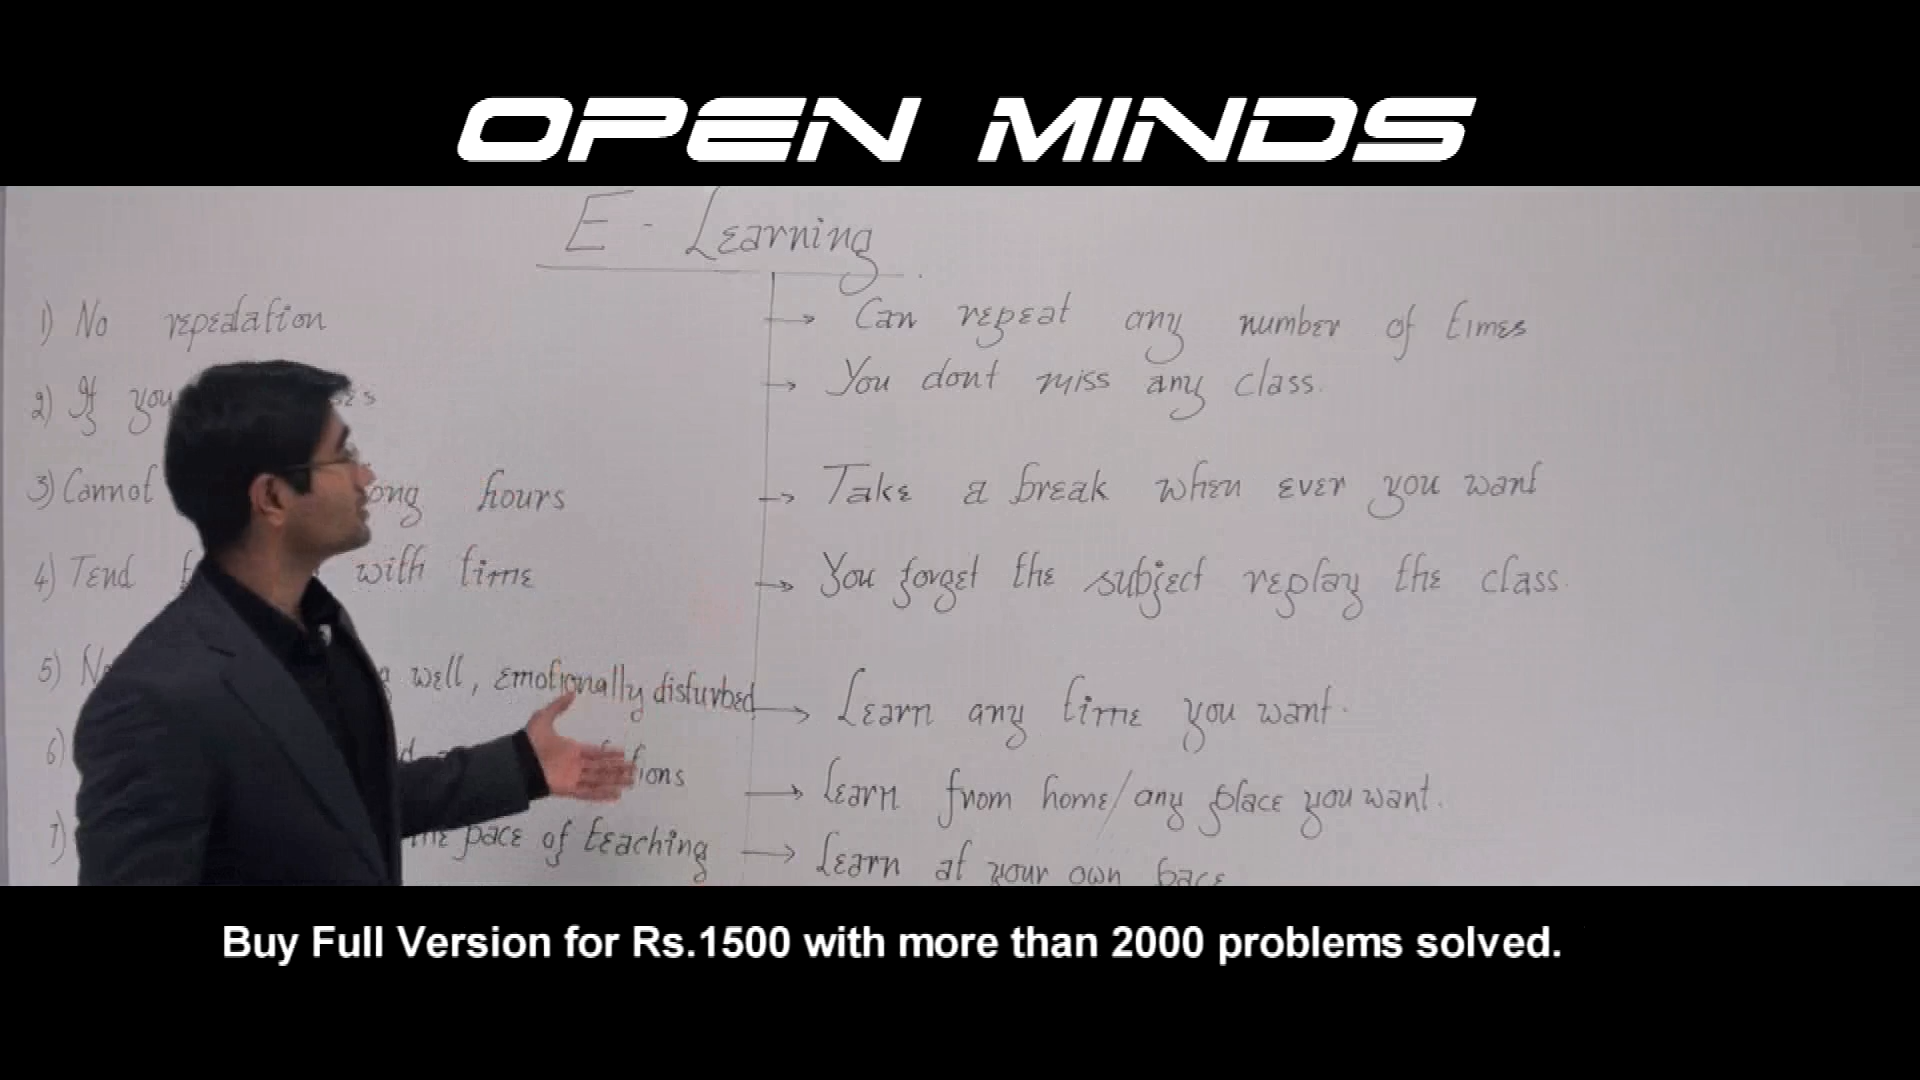 OPEN MINDS
E - Learning
1) No repeatation
→ Can repeat any number of times
2) If you
→ You dont miss any class.
3) Cannot long hours
→ Take a break when ever you want
4) Tend with time
→ You forget the subject replay the class.
5) well, emotionally disturbed
→ Learn any time you want.
6)
→ Learn from home/any place you want.
7) the pace of teaching
→ Learn at your own pace
Buy Full Version for Rs.1500 with more than 2000 problems solved.